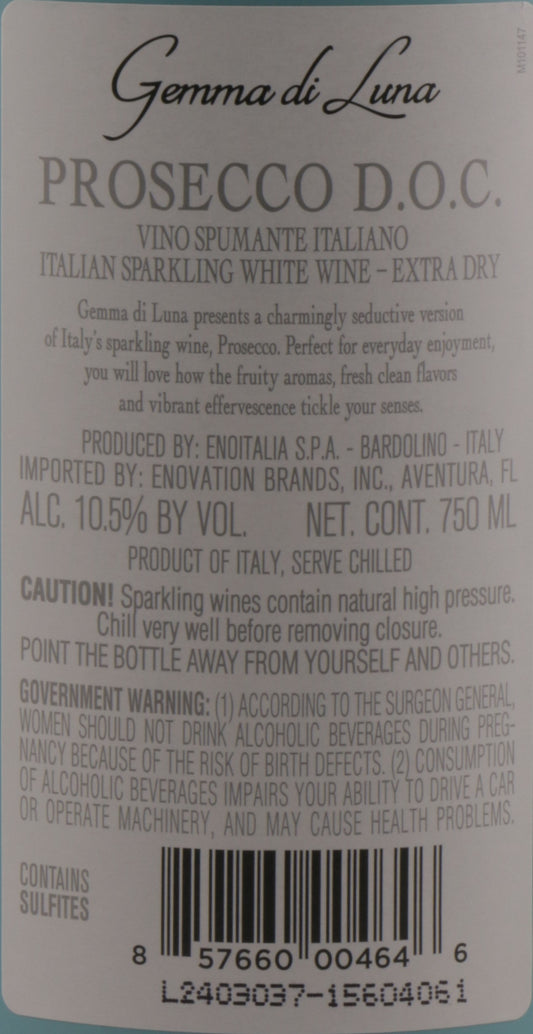 M101147
Gemma di Luna
PROSECCO D.O.C.
VINO SPUMANTE ITALIANO
ITALIAN SPARKLING WHITE WINE – EXTRA DRY
Gemma di Luna presents a charmingly seductive version
of Italy's sparkling wine, Prosecco. Perfect for everyday enjoyment,
you will love how the fruity aromas, fresh clean flavors
and vibrant effervescence tickle your senses.
PRODUCED BY: ENOITALIA S.P.A. - BARDOLINO - ITALY
IMPORTED BY: ENOVATION BRANDS, INC., AVENTURA, FL
ALC. 10.5% BY VOL. NET. CONT. 750 ML
PRODUCT OF ITALY, SERVE CHILLED
CAUTION! Sparkling wines contain natural high pressure.
Chill very well before removing closure.
POINT THE BOTTLE AWAY FROM YOURSELF AND OTHERS.
GOVERNMENT WARNING: (1) ACCORDING TO THE SURGEON GENERAL,
WOMEN SHOULD NOT DRINK ALCOHOLIC BEVERAGES DURING PREG-
NANCY BECAUSE OF THE RISK OF BIRTH DEFECTS. (2) CONSUMPTION
OF ALCOHOLIC BEVERAGES IMPAIRS YOUR ABILITY TO DRIVE A CAR
OR OPERATE MACHINERY, AND MAY CAUSE HEALTH PROBLEMS.
CONTAINS
SULFITES
8 57660 00464 6
L2403037-15604061